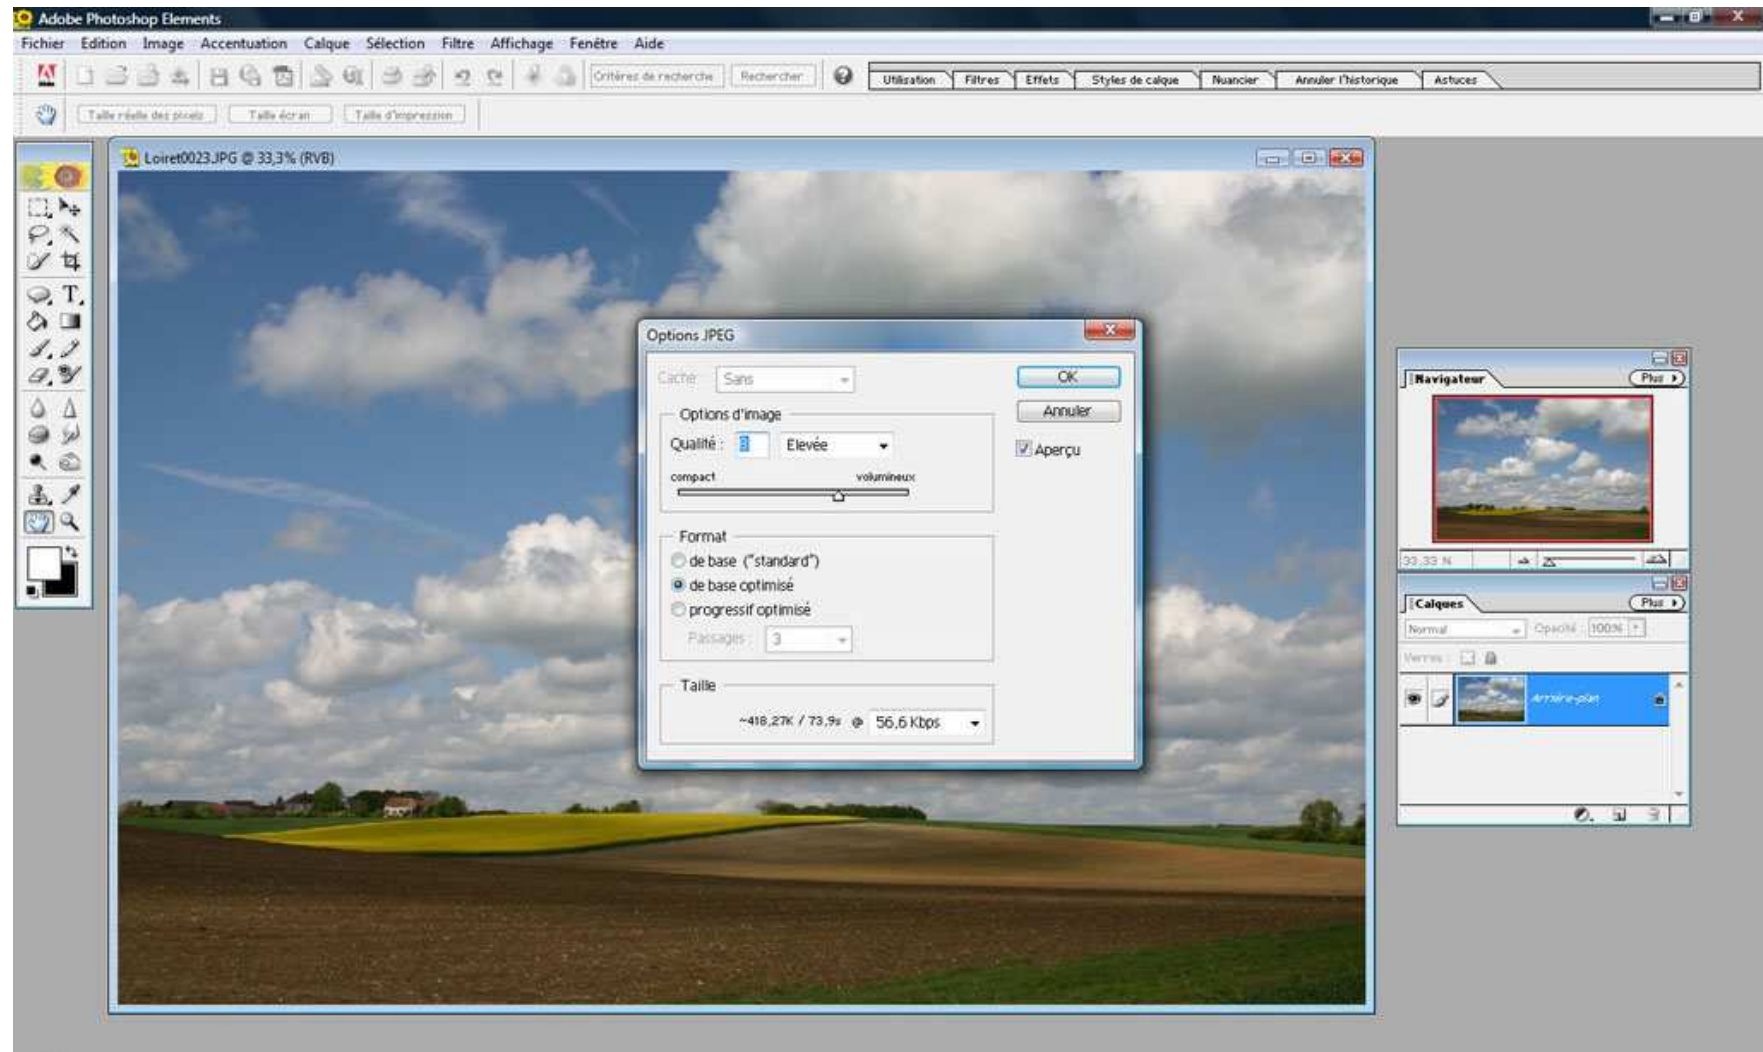 Adobe Photoshop Elements
Fichier Edition Image Accentuation Calque Sélection Filtre Affichage Fenêtre Aide
Critères de recherche Rechercher Utilisation Filtres Effets Styles de calque Nuancier Annuler l'historique Astuces
Taille réelle des pixels Taille écran Taille d'impression
Loiret0023.JPG @ 33,3% (RVB)
Options JPEG
Cache : Sans
OK
Annuler
Aperçu
Options d'image
Qualité : 8 Elevée
compact volumineux
Format
de base ("standard")
de base optimisé
progressif optimisé
Passages : 3
Taille
~418,27K / 73,9s @ 56,6 Kbps
Navigateur Plus
33,33 %
Calques Plus
Normal Opacité : 100%
Verrou :
Arrière-plan